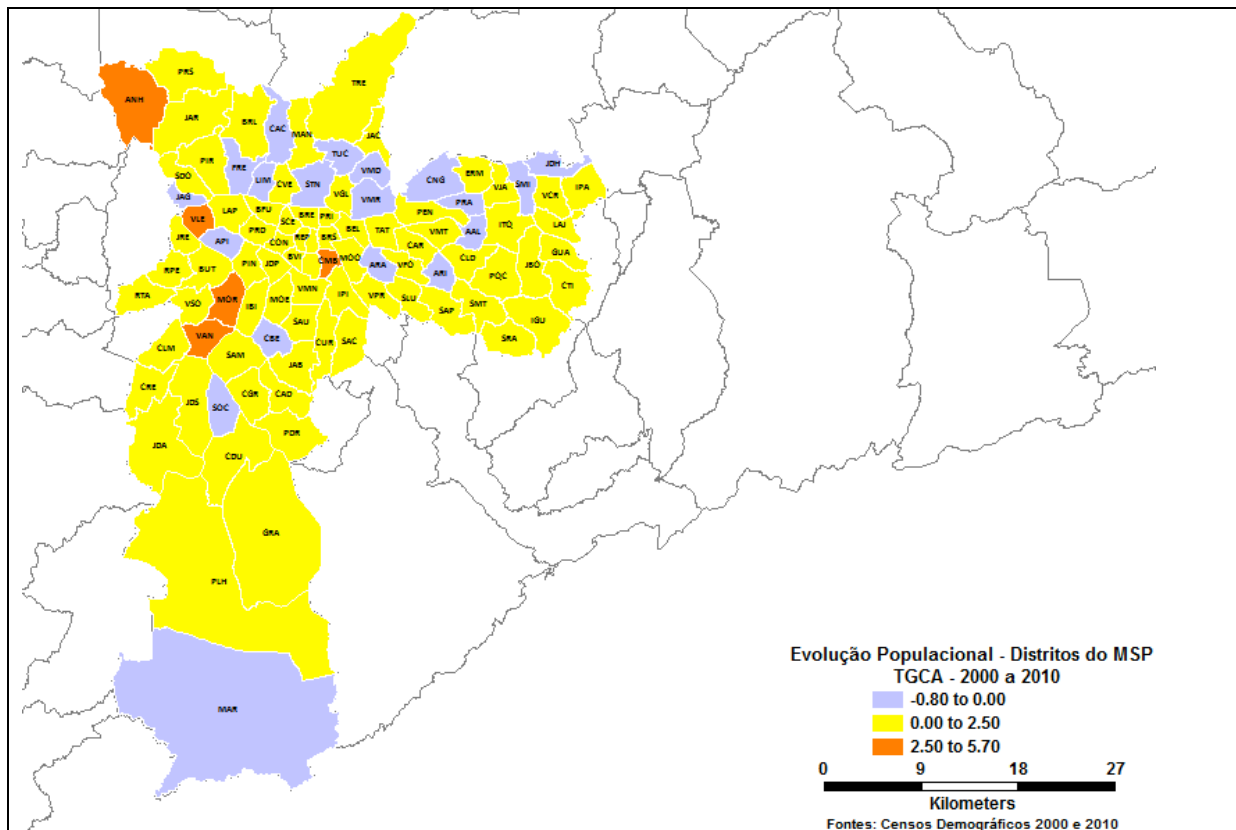 TRE
PRS
ANH
JAR
BRL
CAC
MAN
JAC
PIR
FRE
LIM
CVE
STN
TUC
VMD
SDO
JAG
VGL
VMR
CNG
ERM
VJA
SMI
JDH
VCR
IPA
PRA
VLE
LAP
BFU
SCE
BRE
PRI
BEL
PEN
TAT
VMT
AAL
ITQ
LAJ
JRE
API
PRD
CON
REP
BRS
MOO
CAR
GUA
RPE
BUT
PIN
JDP
BVI
CMB
ARA
VFO
ARI
CLD
PQC
JBO
CTI
RTA
VSO
MOR
IBI
MOE
VMN
IPI
VPR
SLU
SAP
SMT
IGU
VAN
CLM
SAM
CBE
SAU
CUR
SAC
SRA
JAB
CRE
JDS
SOC
CGR
CAD
JDA
CDU
PDR
GRA
PLH
MAR
Evolução Populacional - Distritos do MSP
TGCA - 2000 a 2010
-0.80 to 0.00
0.00 to 2.50
2.50 to 5.70
0 9 18 27
Kilometers
Fontes: Censos Demográficos 2000 e 2010